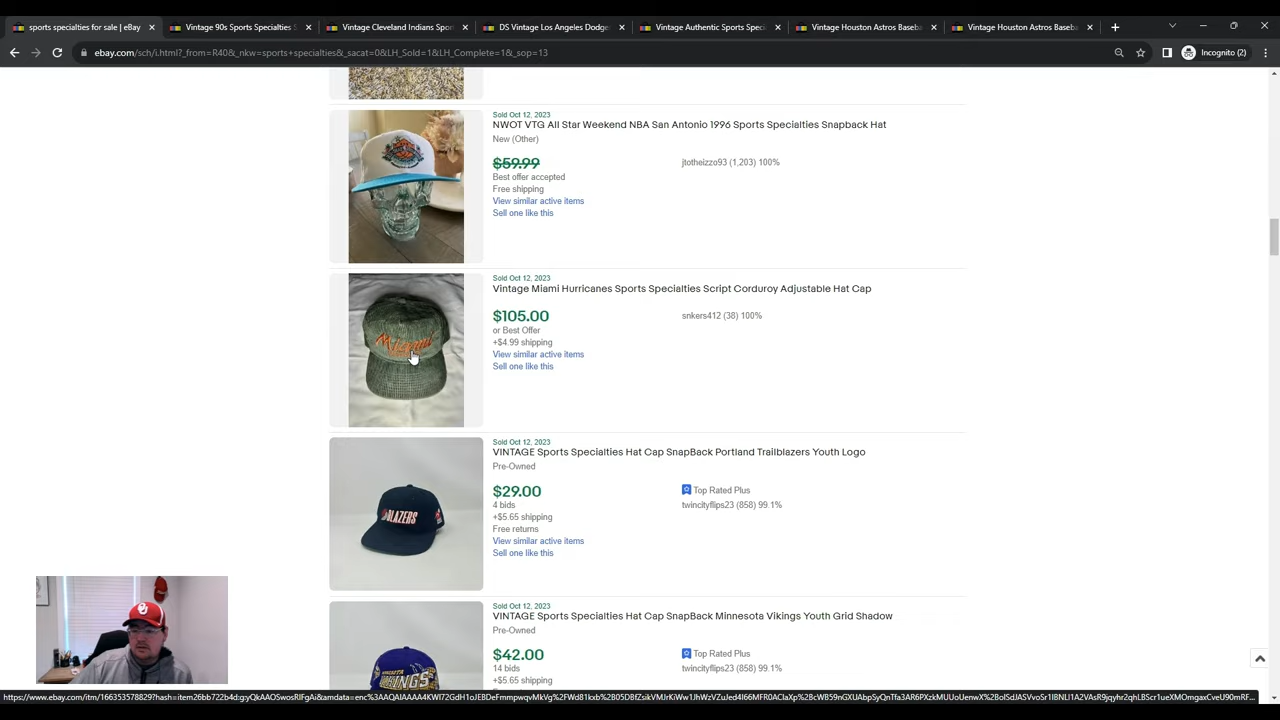 sports specialties for sale | eBay
Vintage 90s Sports Specialties S
Vintage Cleveland Indians Spor
DS Vintage Los Angeles Dodge
Vintage Authentic Sports Speci
Vintage Houston Astros Baseba
Vintage Houston Astros Baseba
ebay.com/sch/i.html?_from=R40&_nkw=sports+specialties&_sacat=0&LH_Sold=1&LH_Complete=1&_sop=13
Incognito (2)
Sold Oct 12, 2023
NWOT VTG All Star Weekend NBA San Antonio 1996 Sports Specialties Snapback Hat
New (Other)
$59.99
jtotheizzo93 (1,203) 100%
Best offer accepted
Free shipping
View similar active items
Sell one like this
Sold Oct 12, 2023
Vintage Miami Hurricanes Sports Specialties Script Corduroy Adjustable Hat Cap
$105.00
snkers412 (38) 100%
or Best Offer
+$4.99 shipping
View similar active items
Sell one like this
Miami
Sold Oct 12, 2023
VINTAGE Sports Specialties Hat Cap SnapBack Portland Trailblazers Youth Logo
Pre-Owned
$29.00
Top Rated Plus
4 bids
twincityflips23 (858) 99.1%
+$5.65 shipping
Free returns
View similar active items
Sell one like this
BLAZERS
Sold Oct 12, 2023
VINTAGE Sports Specialties Hat Cap SnapBack Minnesota Vikings Youth Grid Shadow
Pre-Owned
$42.00
Top Rated Plus
14 bids
twincityflips23 (858) 99.1%
+$5.65 shipping